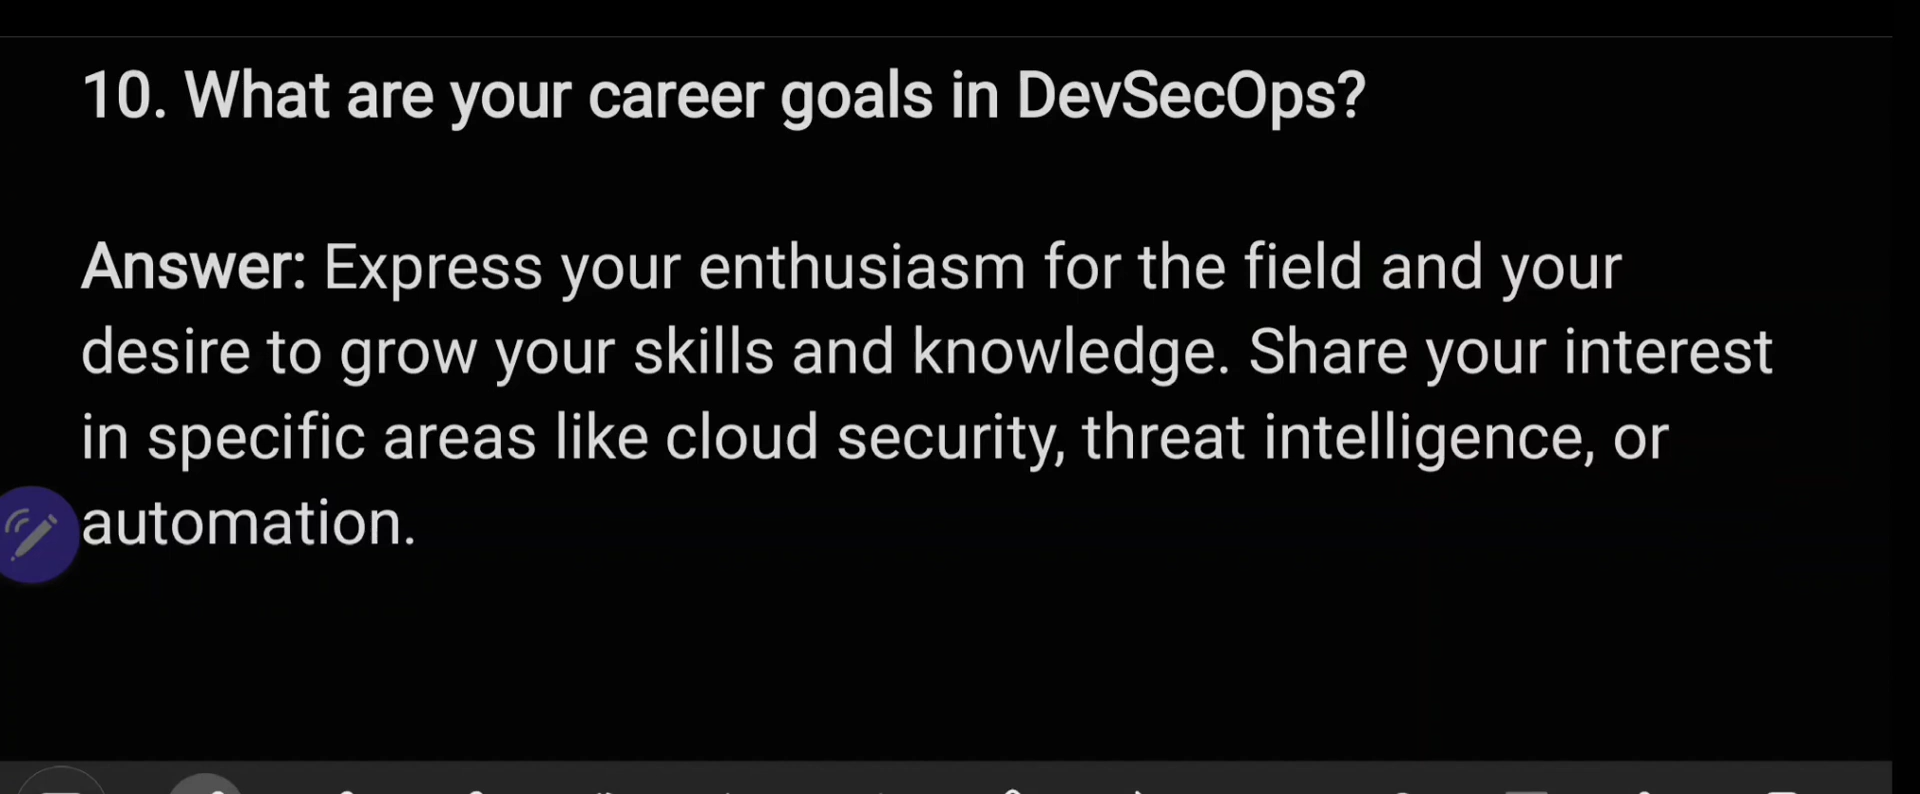 10. What are your career goals in DevSecOps?
Answer: Express your enthusiasm for the field and your
desire to grow your skills and knowledge. Share your interest
in specific areas like cloud security, threat intelligence, or
automation.